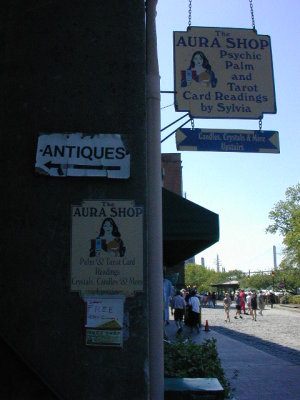 The
AURA SHOP
Psychic
Palm
and
Tarot
Card Readings
by Sylvia
Candles, Crystals & More
Upstairs
ANTIQUES
The
AURA SHOP
Palm & Tarot Card
Readings
Crystals, Candles & More
FREE